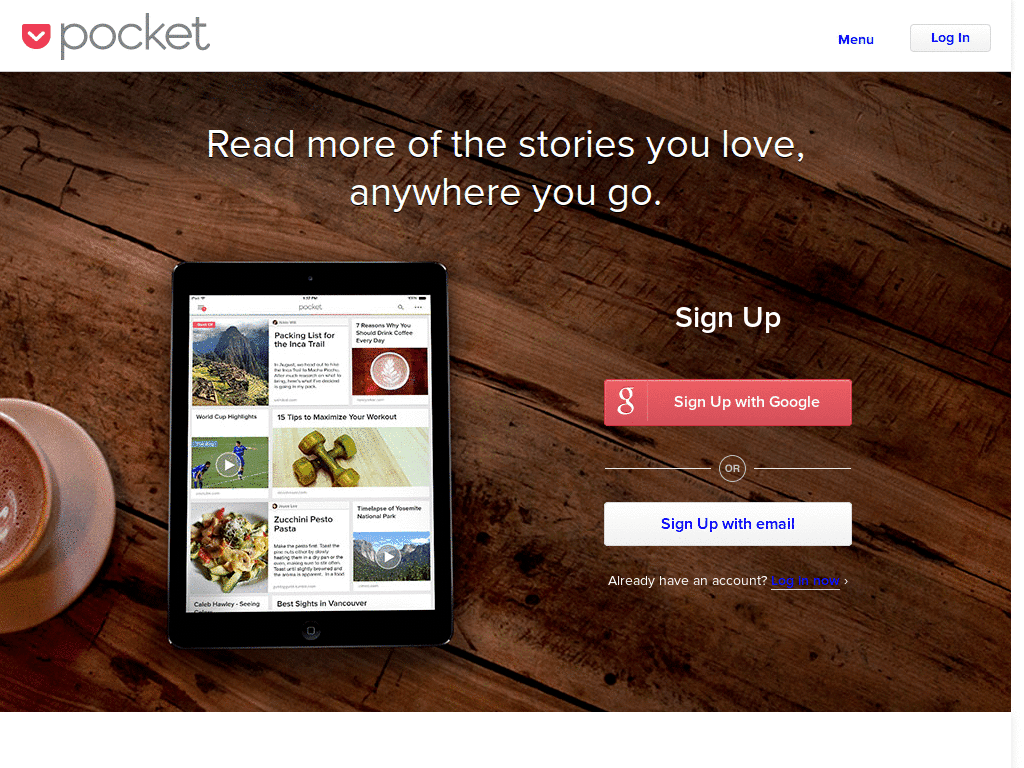 pocket
Menu
Log In
Read more of the stories you love,
anywhere you go.
pocket
Packing List for
the Inca Trail
7 Reasons Why You
Should Drink Coffee
Every Day
World Cup Highlights
15 Tips to Maximize Your Workout
Zucchini Pesto
Pasta
Timelapse of Yosemite
National Park
Caleb Hawley - Seeing
Best Sights in Vancouver
Sign Up
Sign Up with Google
OR
Sign Up with email
Already have an account? Log in now ›